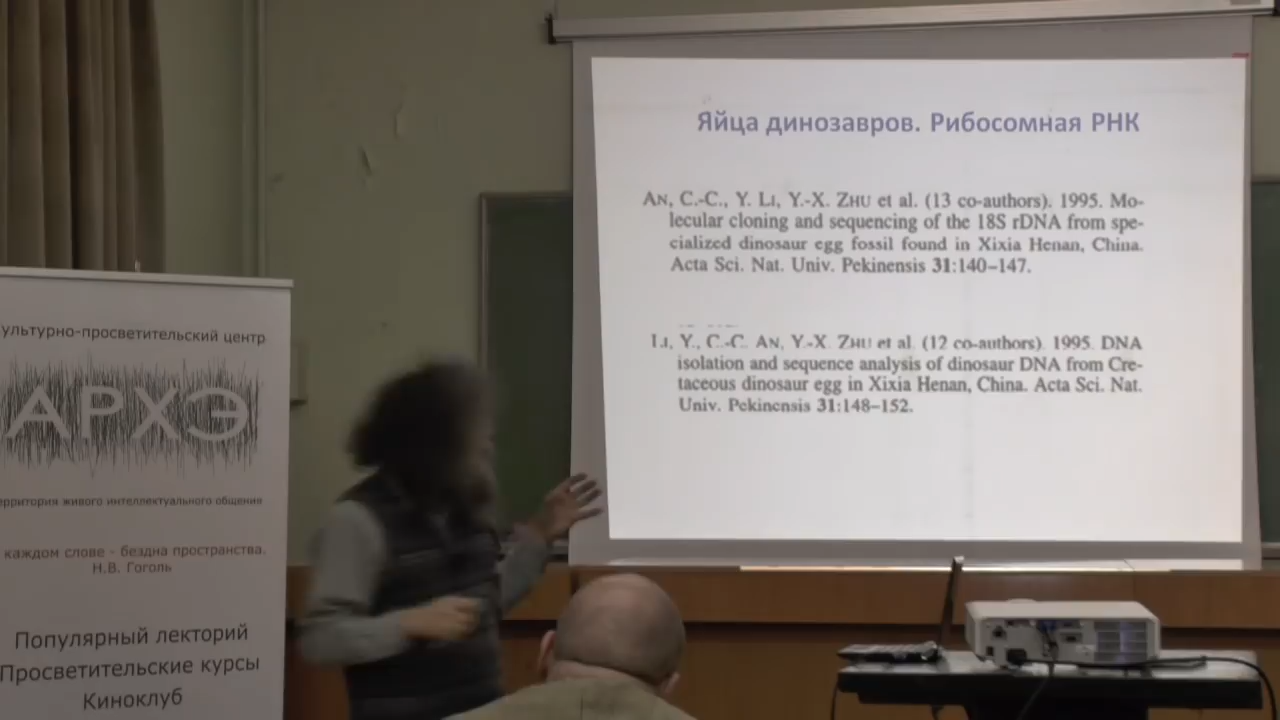 ультурно-просветительский центр
АРХЭ
ерритория живого интеллектуального общения
каждом слове - бездна пространства.
Н.В. Гоголь
Популярный лекторий
Просветительские курсы
Киноклуб
Яйца динозавров. Рибосомная РНК
AN, C.-C., Y. LI, Y.-X. ZHU et al. (13 co-authors). 1995. Mo-
lecular cloning and sequencing of the 18S rDNA from spe-
cialized dinosaur egg fossil found in Xixia Henan, China.
Acta Sci. Nat. Univ. Pekinensis 31:140–147.
LI, Y., C.-C. AN, Y.-X. ZHU et al. (12 co-authors). 1995. DNA
isolation and sequence analysis of dinosaur DNA from Cre-
taceous dinosaur egg in Xixia Henan, China. Acta Sci. Nat.
Univ. Pekinensis 31:148–152.